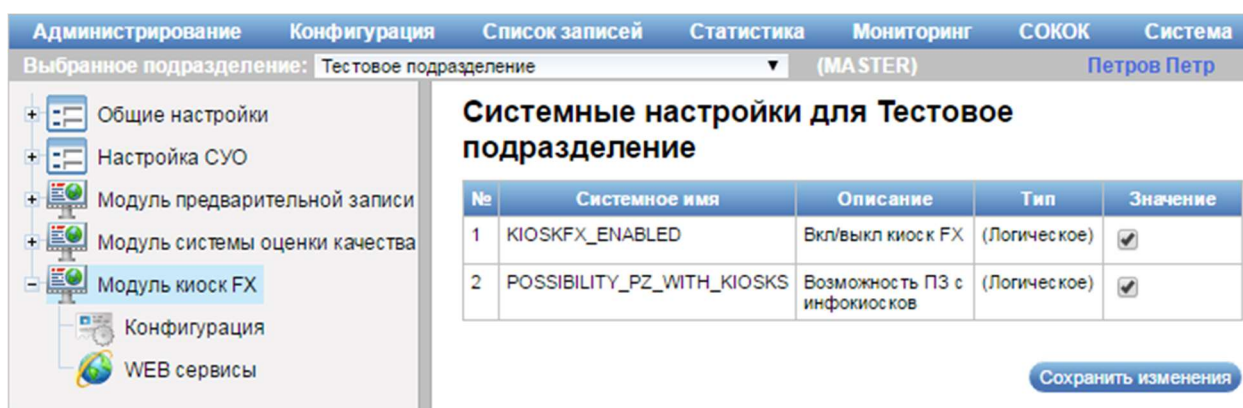 Администрирование Конфигурация Список записей Статистика Мониторинг СОКОК Система
Выбранное подразделение: Тестовое подразделение (MASTER) Петров Петр
Общие настройки
Настройка СУО
Модуль предварительной записи
Модуль системы оценки качества
Модуль киоск FX
Конфигурация
WEB сервисы
Системные настройки для Тестовое
подразделение
№ Системное имя Описание Тип Значение
1 KIOSKFX_ENABLED Вкл/выкл киоск FX (Логическое)
2 POSSIBILITY_PZ_WITH_KIOSKS Возможность ПЗ с (Логическое)
инфокиосков
Сохранить изменения